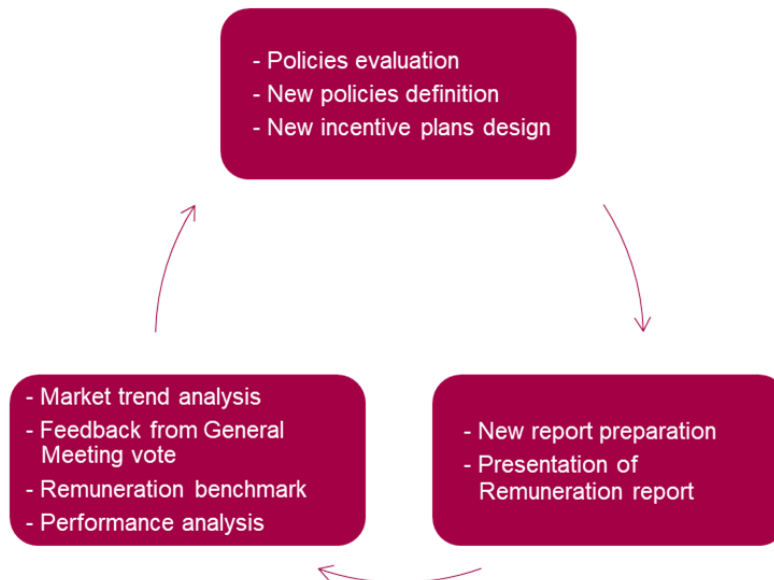 - Policies evaluation
- New policies definition
- New incentive plans design
- Market trend analysis
- Feedback from General
Meeting vote
- Remuneration benchmark
- Performance analysis
- New report preparation
- Presentation of
Remuneration report